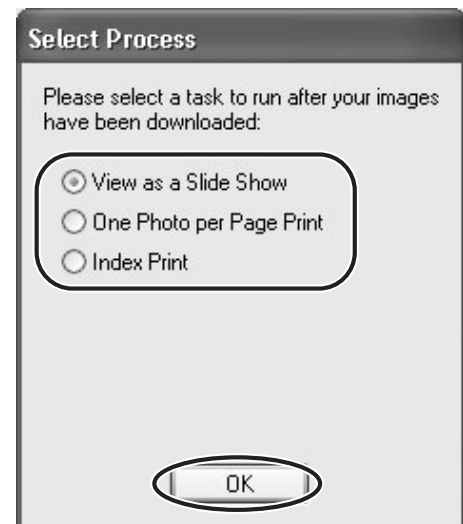 Select Process
Please select a task to run after your images
have been downloaded:
View as a Slide Show
One Photo per Page Print
Index Print
OK